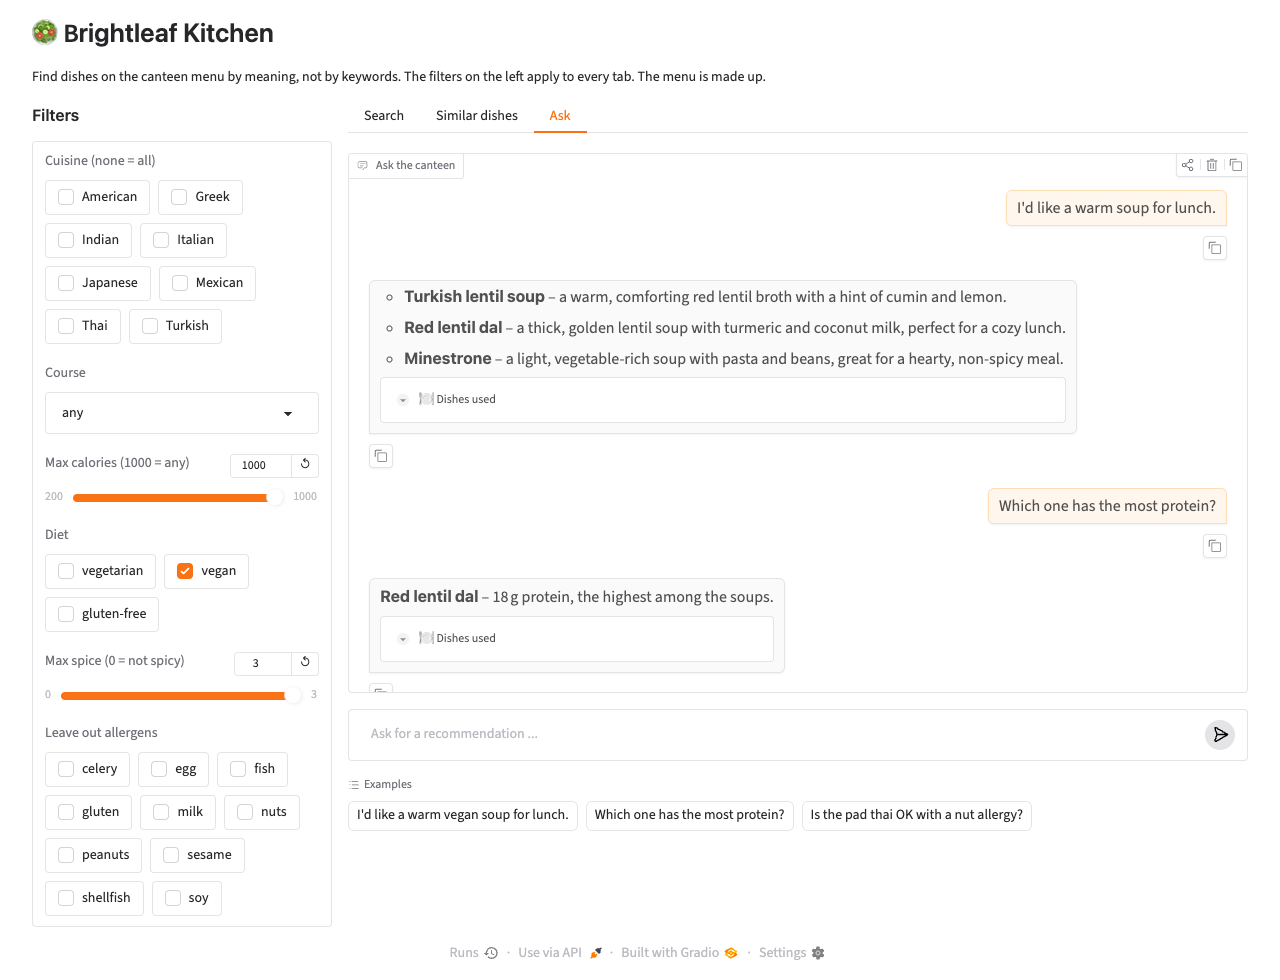 Brightleaf Kitchen
Find dishes on the canteen menu by meaning, not by keywords. The filters on the left apply to every tab. The menu is made up.
Filters
Cuisine (none = all)
American Greek
Indian Italian
Japanese Mexican
Thai Turkish
Course
any
Max calories (1000 = any) 1000
200 1000
Diet
vegetarian vegan
gluten-free
Max spice (0 = not spicy) 3
0 3
Leave out allergens
celery egg fish
gluten milk nuts
peanuts sesame
shellfish soy
Search Similar dishes Ask
Ask the canteen
I'd like a warm soup for lunch.
Turkish lentil soup – a warm, comforting red lentil broth with a hint of cumin and lemon.
Red lentil dal – a thick, golden lentil soup with turmeric and coconut milk, perfect for a cozy lunch.
Minestrone – a light, vegetable-rich soup with pasta and beans, great for a hearty, non-spicy meal.
Dishes used
Which one has the most protein?
Red lentil dal – 18 g protein, the highest among the soups.
Dishes used
Ask for a recommendation ...
Examples
I'd like a warm vegan soup for lunch. Which one has the most protein? Is the pad thai OK with a nut allergy?
Runs · Use via API · Built with Gradio · Settings